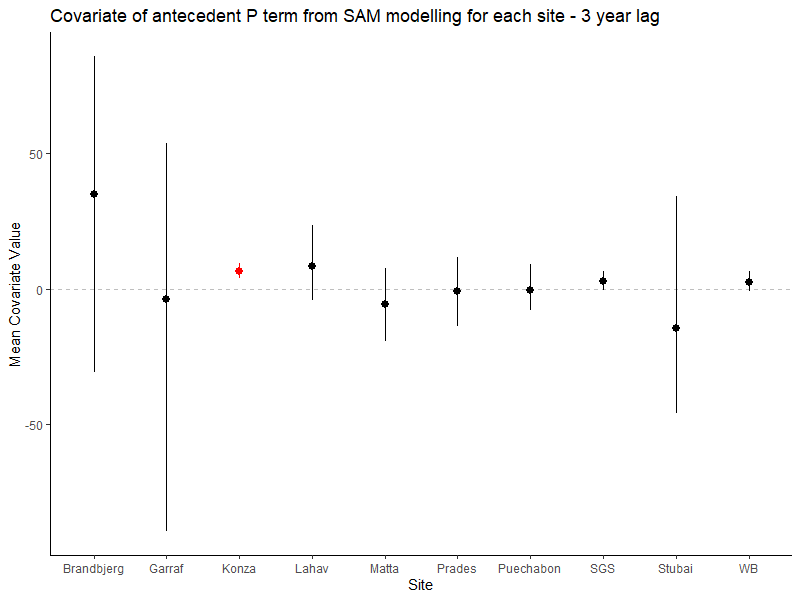 Covariate of antecedent P term from SAM modelling for each site - 3 year lag
Mean Covariate Value
50
0
-50
Brandbjerg Garraf Konza Lahav Matta Prades Puechabon SGS Stubai WB
Site